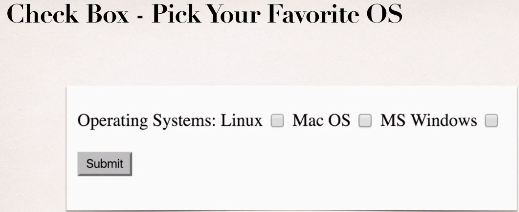 Check Box - Pick Your Favorite OS
Operating Systems: Linux Mac OS MS Windows
Submit